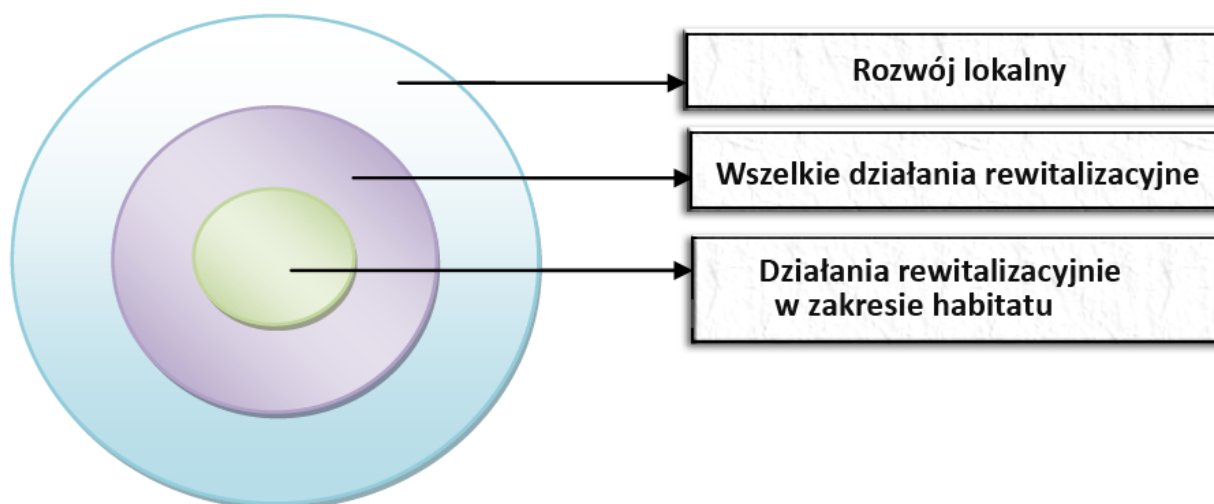 Rozwój lokalny
Wszelkie działania rewitalizacyjne
Działania rewitalizacyjnie
w zakresie habitatu